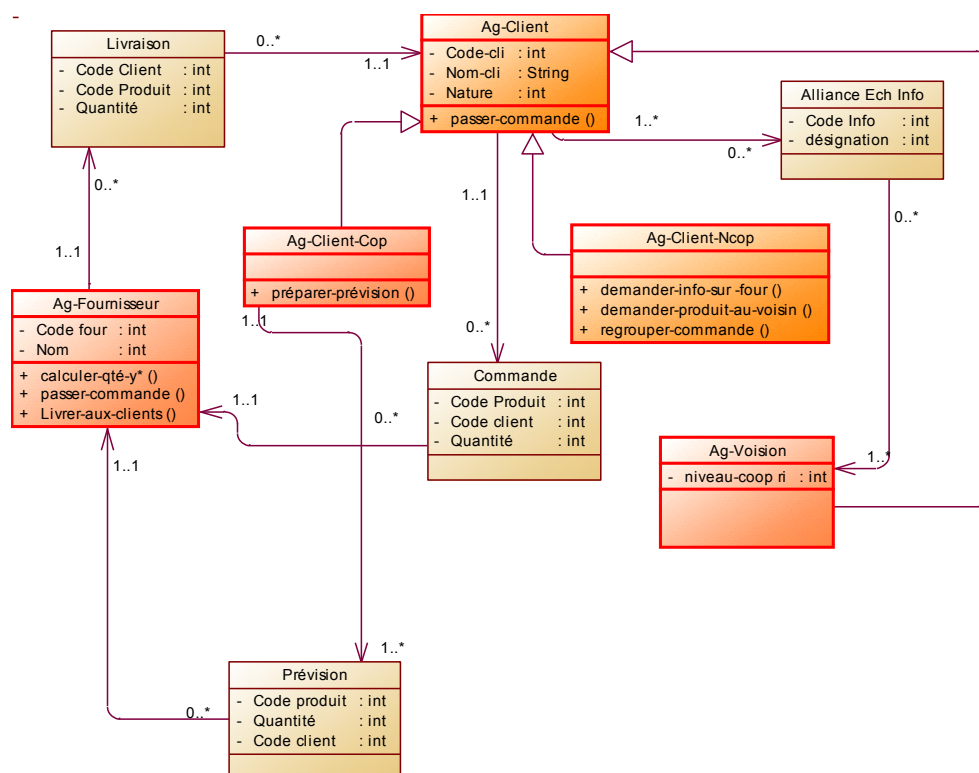 Livraison
- Code Client : int
- Code Produit : int
- Quantité : int
0..*
1..1
Ag-Client
- Code-cli : int
- Nom-cli : String
- Nature : int
+ passer-commande ()
Alliance Ech Info
- Code Info : int
- désignation : int
1..*
0..*
0..*
1..1
0..*
1..1
Ag-Client-Cop
+ préparer-prévision ()
1..1
Ag-Client-Ncop
+ demander-info-sur -four ()
+ demander-produit-au-voisin ()
+ regrouper-commande ()
Ag-Fournisseur
- Code four : int
- Nom : int
+ calculer-qté-y* ()
+ passer-commande ()
+ Livrer-aux-clients ()
0..*
Commande
- Code Produit : int
- Code client : int
- Quantité : int
1..1
0..*
1..1
Ag-Voision
- niveau-coop ri : int
1..*
1..*
Prévision
- Code produit : int
- Quantité : int
- Code client : int
0..*